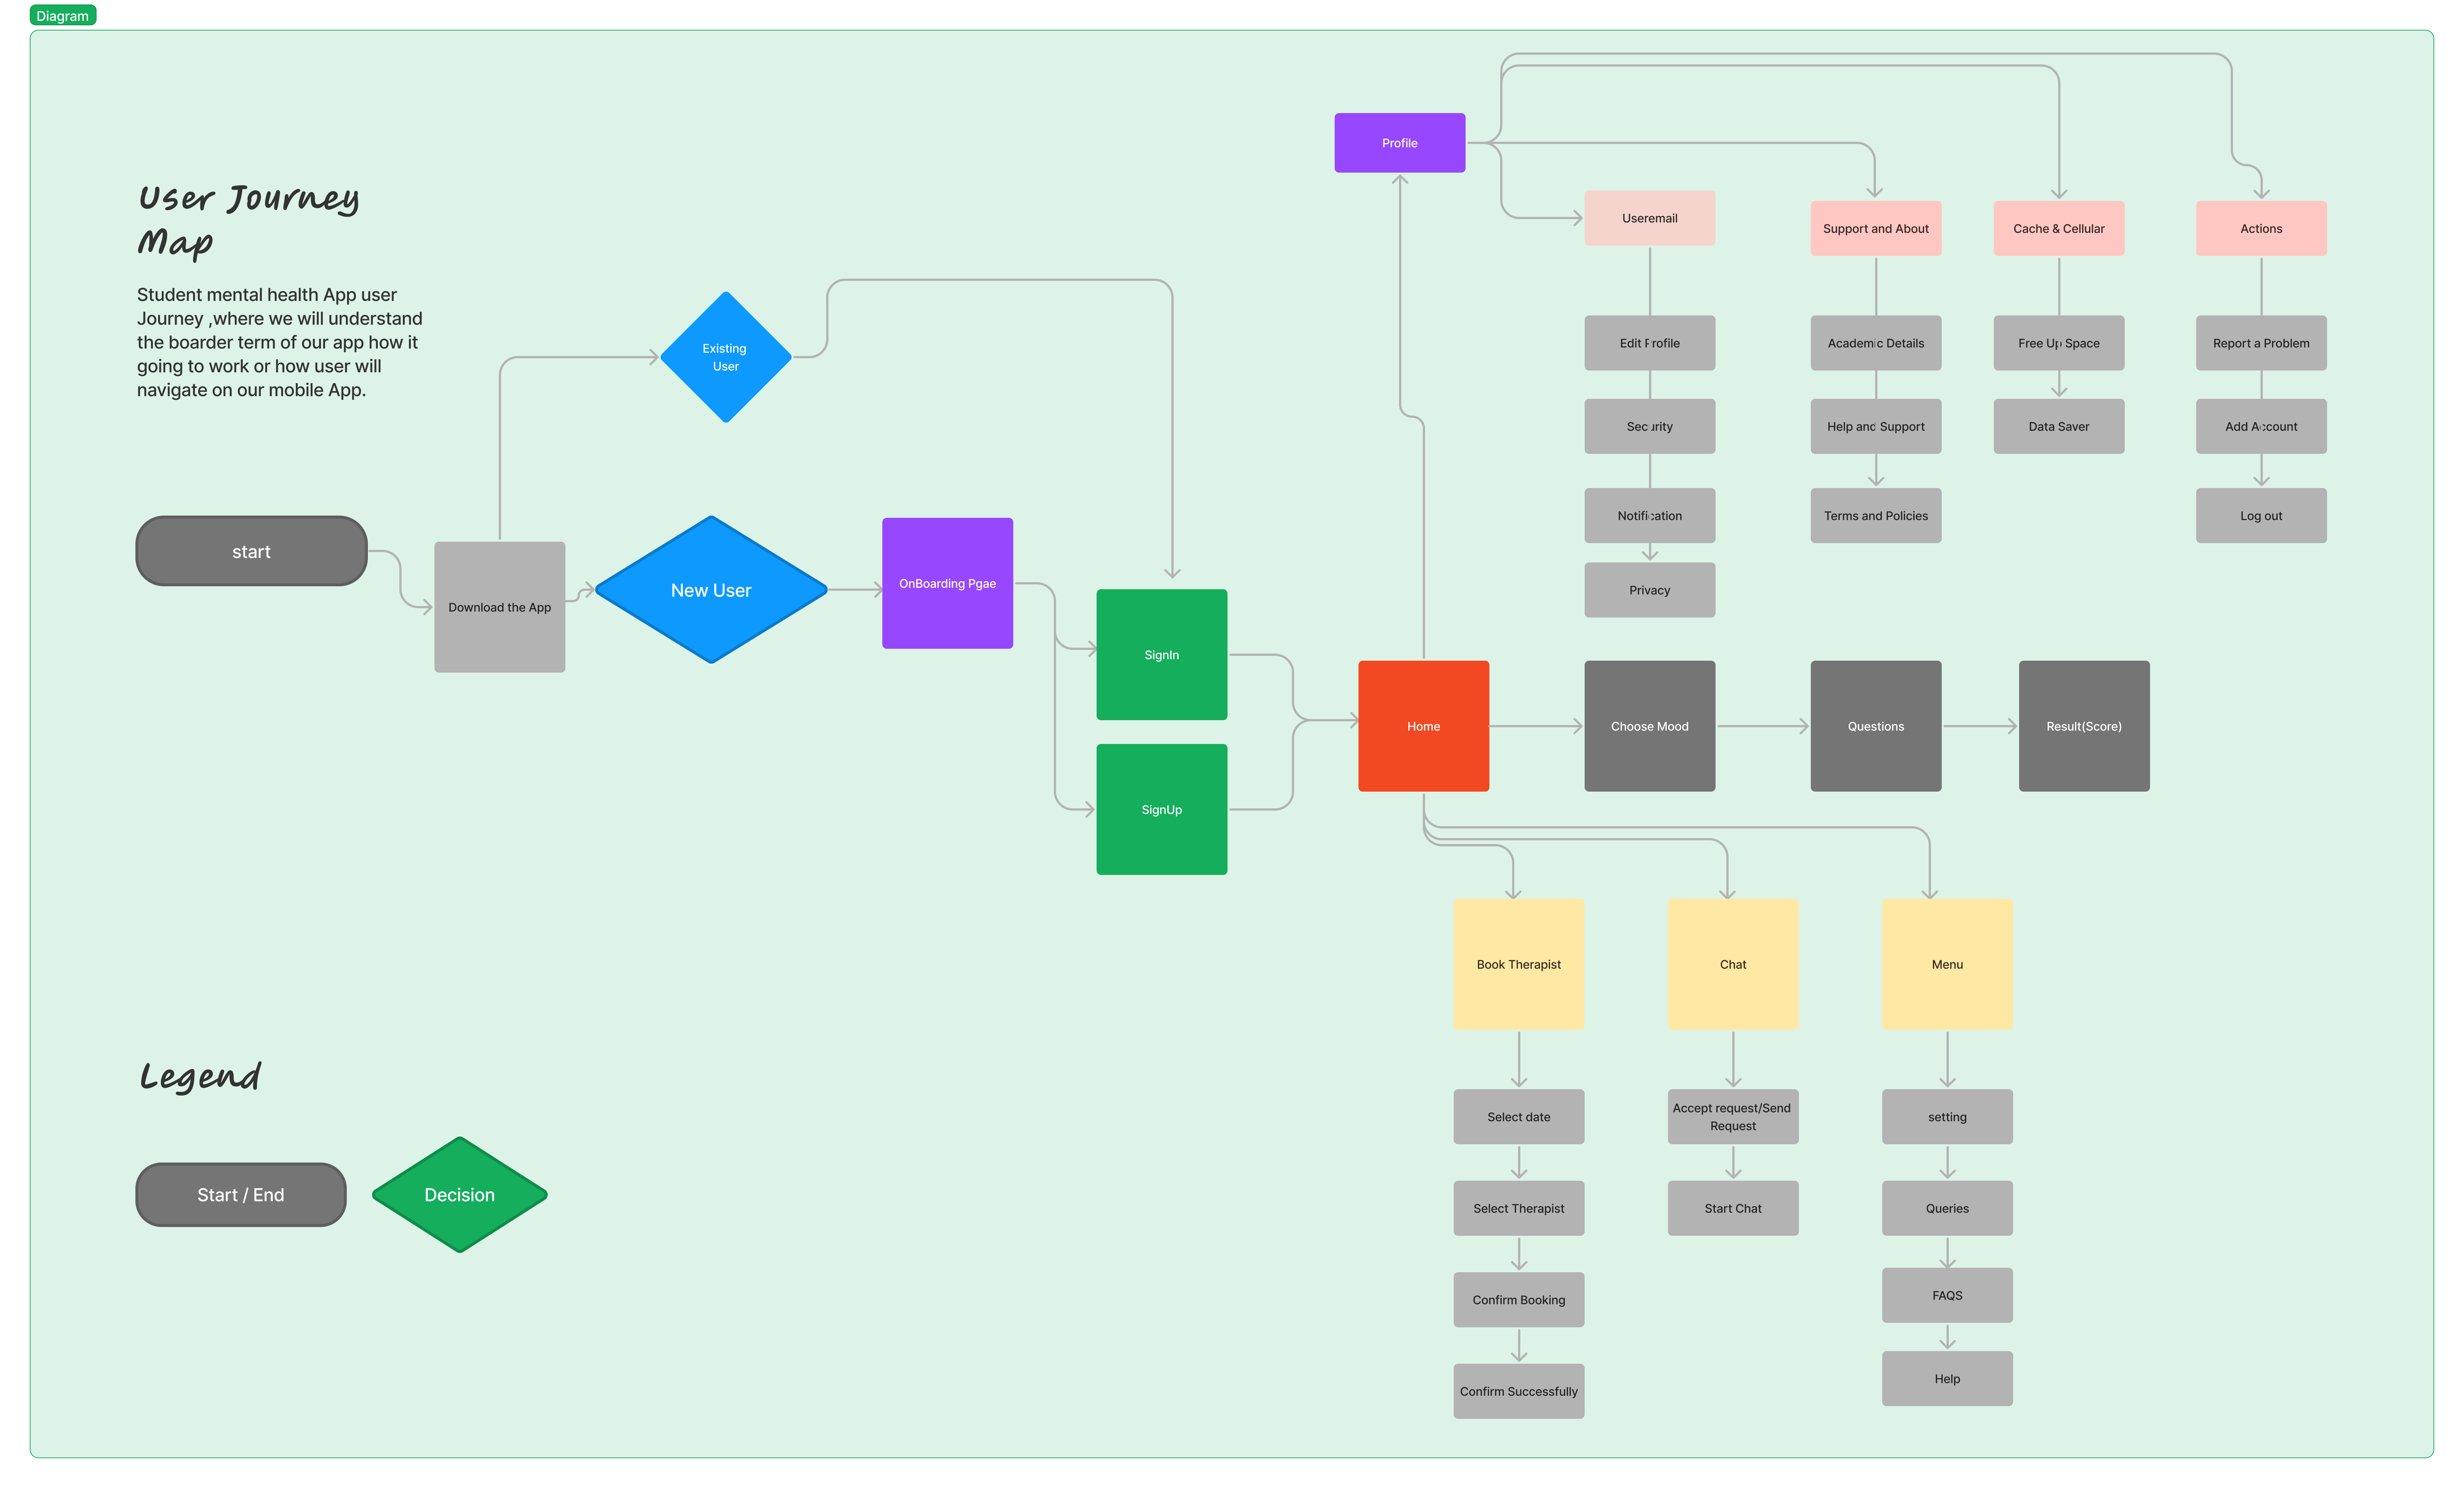 Diagram
User Journey
Map
Student mental health App user
Journey ,where we will understand
the boarder term of our app how it
going to work or how user will
navigate on our mobile App.
start
Download the App
Existing
User
New User
OnBoarding Pgae
SignIn
SignUp
Home
Profile
Useremail
Edit Profile
Security
Notification
Privacy
Support and About
Academic Details
Help and Support
Terms and Policies
Cache & Cellular
Free Up Space
Data Saver
Actions
Report a Problem
Add Account
Log out
Choose Mood
Questions
Result(Score)
Book Therapist
Select date
Select Therapist
Confirm Booking
Confirm Successfully
Chat
Accept request/Send
Request
Start Chat
Menu
setting
Queries
FAQS
Help
Legend
Start / End
Decision